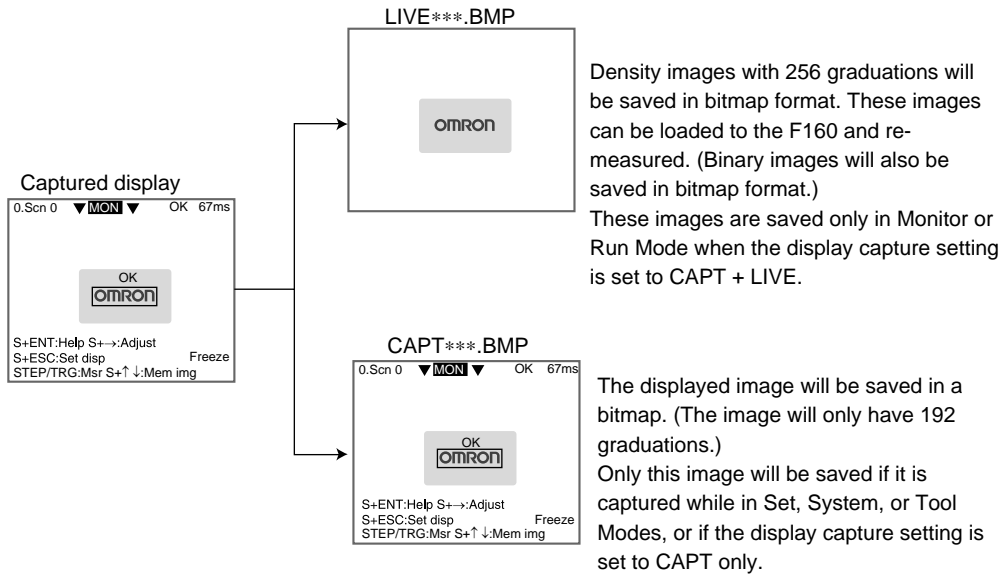 LIVE***.BMP
OMRON
Density images with 256 graduations will
be saved in bitmap format. These images
can be loaded to the F160 and re-
measured. (Binary images will also be
saved in bitmap format.)
These images are saved only in Monitor or
Run Mode when the display capture setting
is set to CAPT + LIVE.
Captured display
0.Scn 0 ▼ MON ▼ OK 67ms
OK
OMRON
S+ENT:Help S+→:Adjust
S+ESC:Set disp Freeze
STEP/TRG:Msr S+↑ ↓:Mem img
CAPT***.BMP
0.Scn 0 ▼ MON ▼ OK 67ms
OK
OMRON
S+ENT:Help S+→:Adjust
S+ESC:Set disp Freeze
STEP/TRG:Msr S+↑ ↓:Mem img
The displayed image will be saved in a
bitmap. (The image will only have 192
graduations.)
Only this image will be saved if it is
captured while in Set, System, or Tool
Modes, or if the display capture setting is
set to CAPT only.